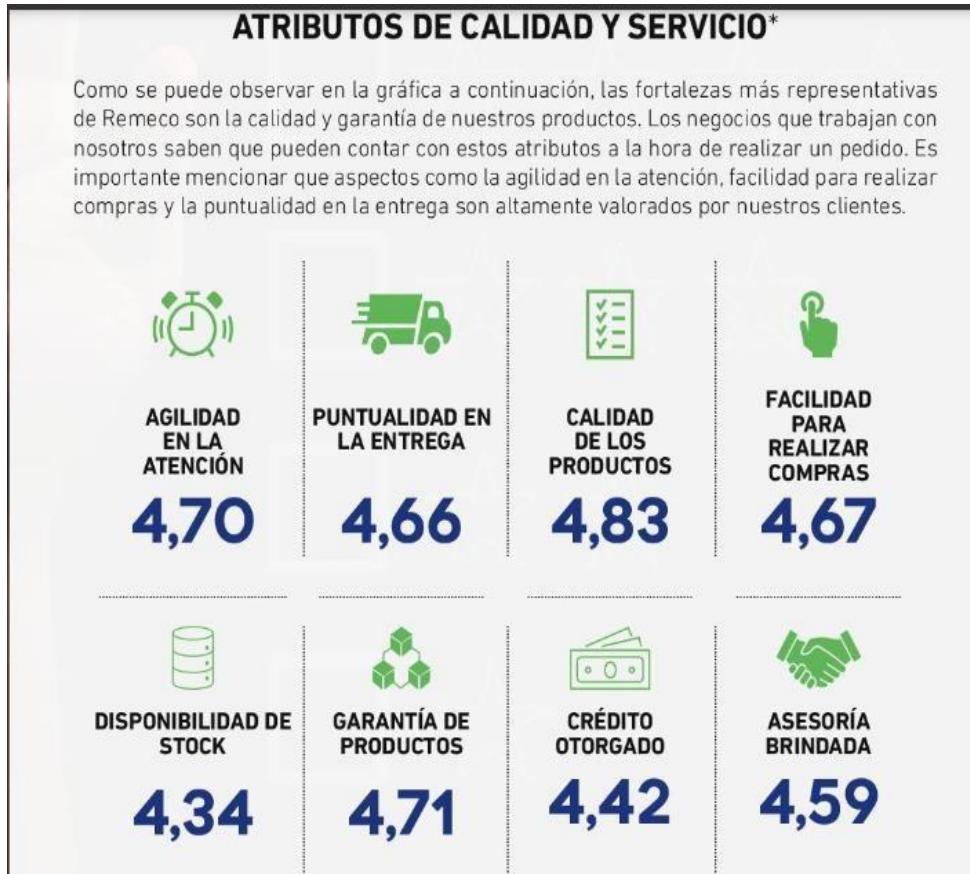 ATRIBUTOS DE CALIDAD Y SERVICIO*
Como se puede observar en la gráfica a continuación, las fortalezas más representativas
de Remeco son la calidad y garantía de nuestros productos. Los negocios que trabajan con
nosotros saben que pueden contar con estos atributos a la hora de realizar un pedido. Es
importante mencionar que aspectos como la agilidad en la atención, facilidad para realizar
compras y la puntualidad en la entrega son altamente valorados por nuestros clientes.
AGILIDAD
EN LA
ATENCIÓN
4,70
PUNTUALIDAD EN
LA ENTREGA
4,66
CALIDAD
DE LOS
PRODUCTOS
4,83
FACILIDAD
PARA
REALIZAR
COMPRAS
4,67
DISPONIBILIDAD DE
STOCK
4,34
GARANTÍA DE
PRODUCTOS
4,71
CRÉDITO
OTORGADO
4,42
ASESORÍA
BRINDADA
4,59